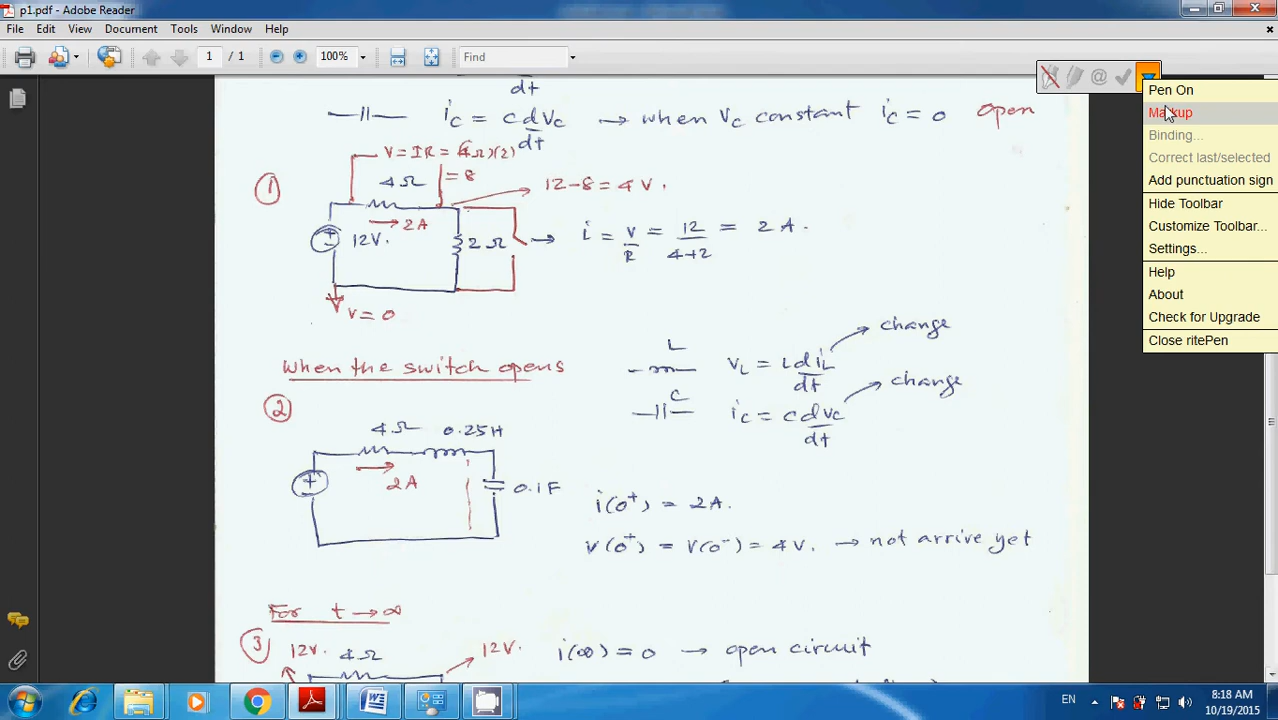 p1.pdf - Adobe Reader
File Edit View Document Tools Window Help
1 / 1 100% Find
dt
iC = C dVC → when VC constant iC = 0 open
dt
V = IR = (4Ω)(2)
= 8
① 4Ω
12-8 = 4 V.
2A
12V. 2Ω → i = V/R = 12/(4+2) = 2 A.
V = 0
When the switch opens
L VL = L diL/dt change
C iC = C dVC/dt change
②
4Ω 0.25H
2A 0.1F
i(0+) = 2A.
V(0+) = V(0-) = 4V. → not arrive yet
For t → ∞
③ 12V. 4Ω 12V. i(∞) = 0 → open circuit
Pen On
Markup
Binding...
Correct last/selected
Add punctuation sign
Hide Toolbar
Customize Toolbar...
Settings...
Help
About
Check for Upgrade
Close ritePen
EN
8:18 AM
10/19/2015